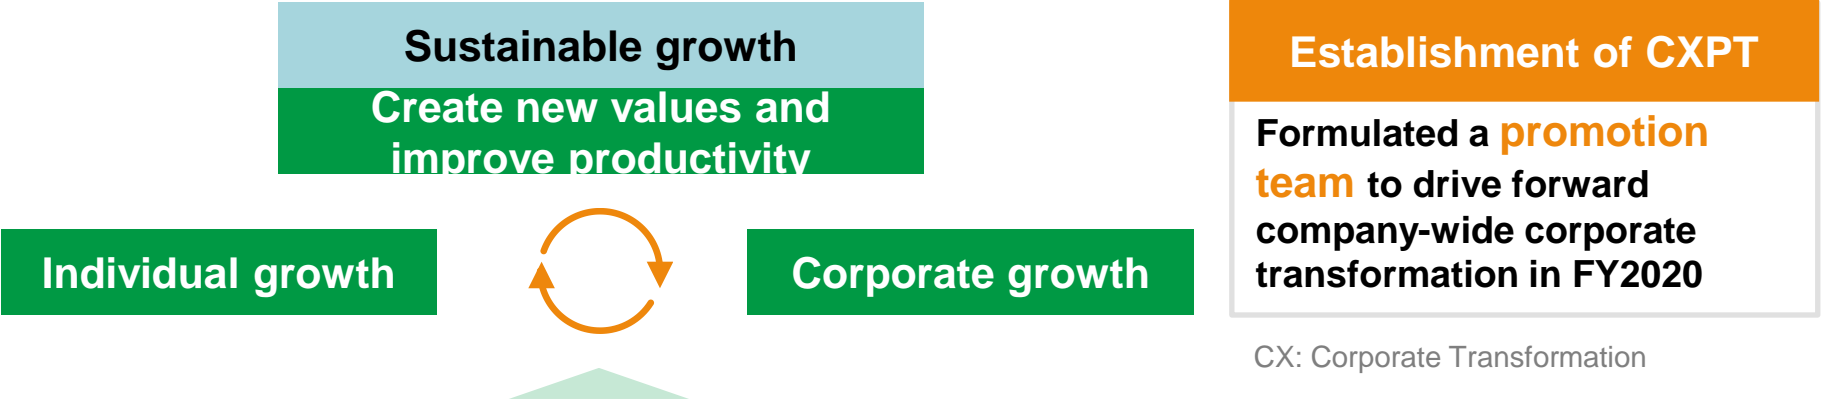 Sustainable growth
Create new values and
improve productivity
Individual growth
Corporate growth
Establishment of CXPT
Formulated a promotion
team to drive forward
company-wide corporate
transformation in FY2020
CX: Corporate Transformation